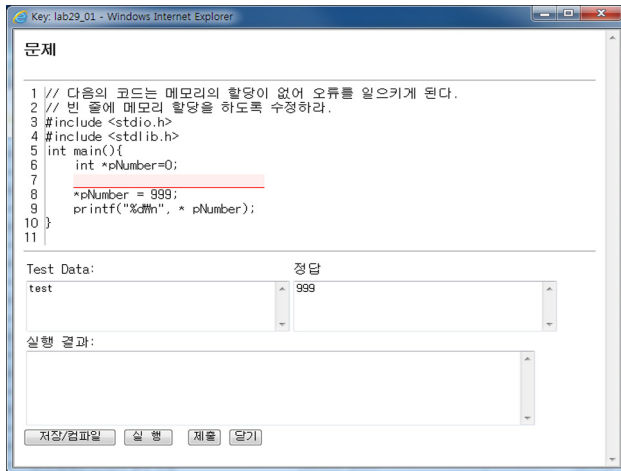 Key: lab29_01 - Windows Internet Explorer
문제
1 // 다음의 코드는 메모리의 할당이 없어 오류를 일으키게 된다.
2 // 빈 줄에 메모리 할당을 하도록 수정하라.
3 #include <stdio.h>
4 #include <stdlib.h>
5 int main(){
6 int *pNumber=0;
7
8 *pNumber = 999;
9 printf("%d₩n", * pNumber);
10 }
11
Test Data: 정답
test 999
실행 결과:
저장/컴파일 실 행 제출 닫기